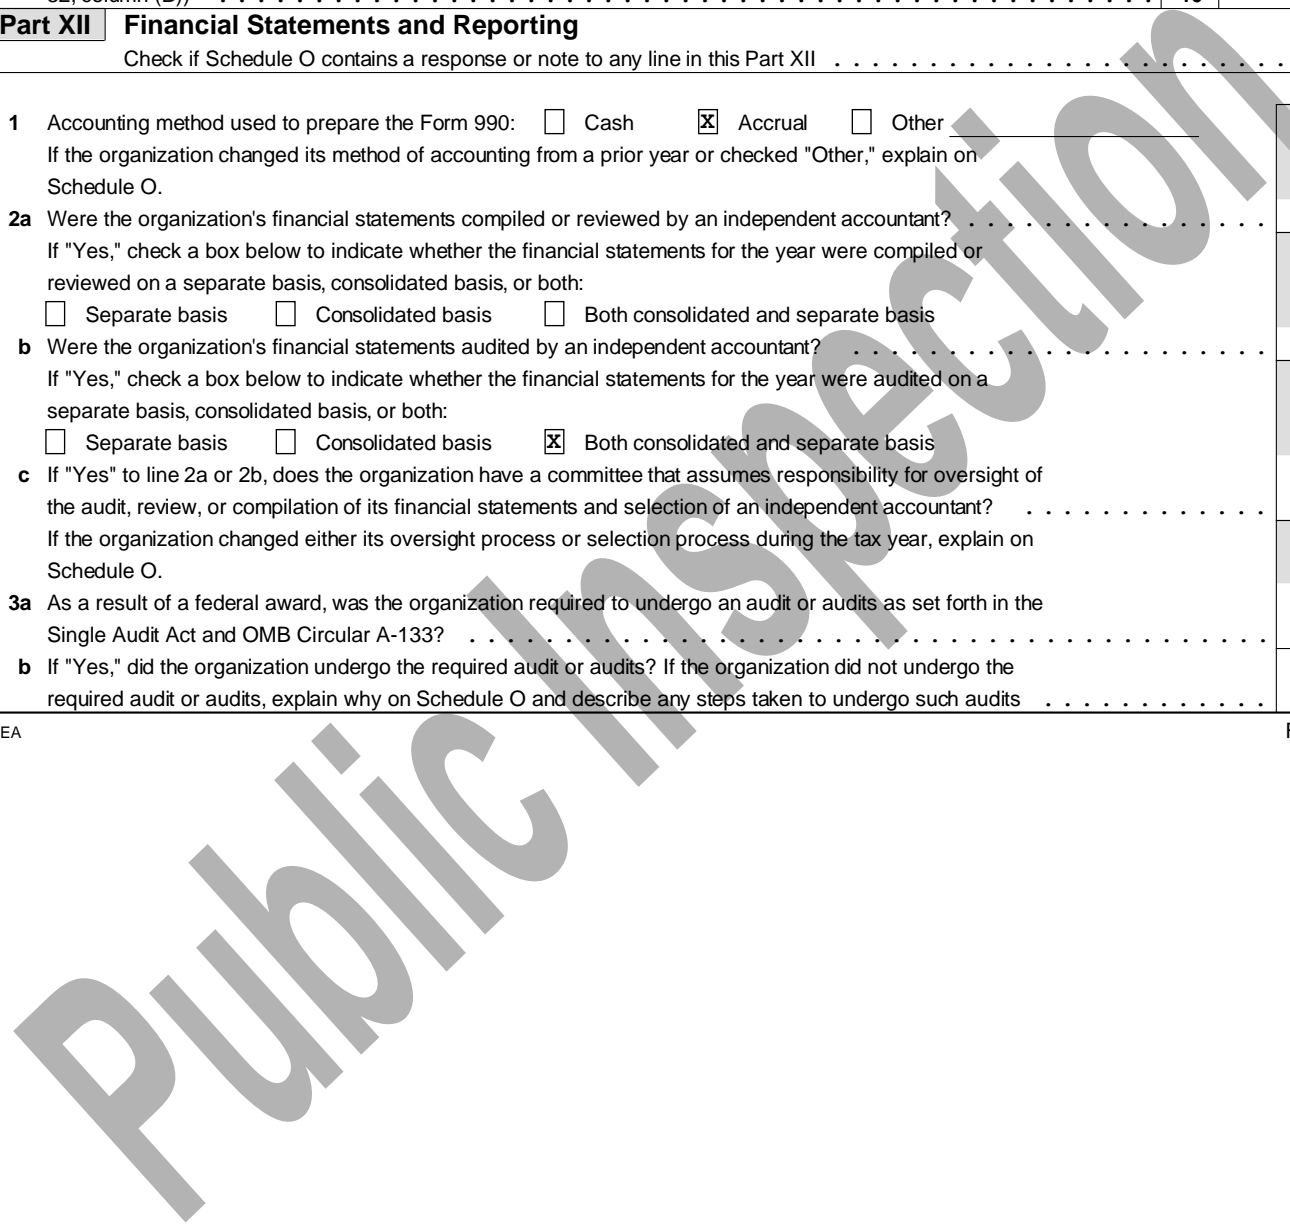 Part XII Financial Statements and Reporting
Check if Schedule O contains a response or note to any line in this Part XII . . . . . . . . . . . . . . . . . . . . . . . .
1 Accounting method used to prepare the Form 990: Cash X Accrual Other
If the organization changed its method of accounting from a prior year or checked "Other," explain on
Schedule O.
2a Were the organization's financial statements compiled or reviewed by an independent accountant? . . . . . . . . . . . . . . . .
If "Yes," check a box below to indicate whether the financial statements for the year were compiled or
reviewed on a separate basis, consolidated basis, or both:
Separate basis Consolidated basis Both consolidated and separate basis
b Were the organization's financial statements audited by an independent accountant? . . . . . . . . . . . . . . . . . . . . . .
If "Yes," check a box below to indicate whether the financial statements for the year were audited on a
separate basis, consolidated basis, or both:
Separate basis Consolidated basis X Both consolidated and separate basis
c If "Yes" to line 2a or 2b, does the organization have a committee that assumes responsibility for oversight of
the audit, review, or compilation of its financial statements and selection of an independent accountant? . . . . . . . . . . . . .
If the organization changed either its oversight process or selection process during the tax year, explain on
Schedule O.
3a As a result of a federal award, was the organization required to undergo an audit or audits as set forth in the
Single Audit Act and OMB Circular A-133? . . . . . . . . . . . . . . . . . . . . . . . . . . . . . . . . . . . . . . . . . .
b If "Yes," did the organization undergo the required audit or audits? If the organization did not undergo the
required audit or audits, explain why on Schedule O and describe any steps taken to undergo such audits . . . . . . . . . . . .
EA
Public Inspection